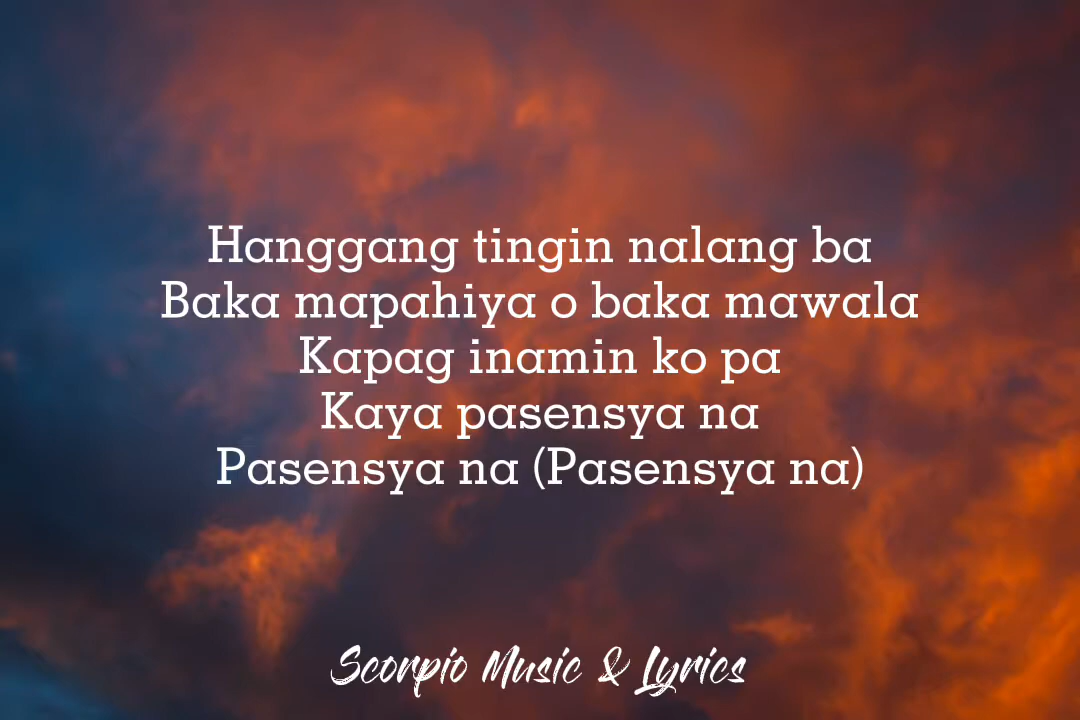 Hanggang tingin nalang ba
Baka mapahiya o baka mawala
Kapag inamin ko pa
Kaya pasensya na
Pasensya na (Pasensya na)
Scorpio Music & Lyrics